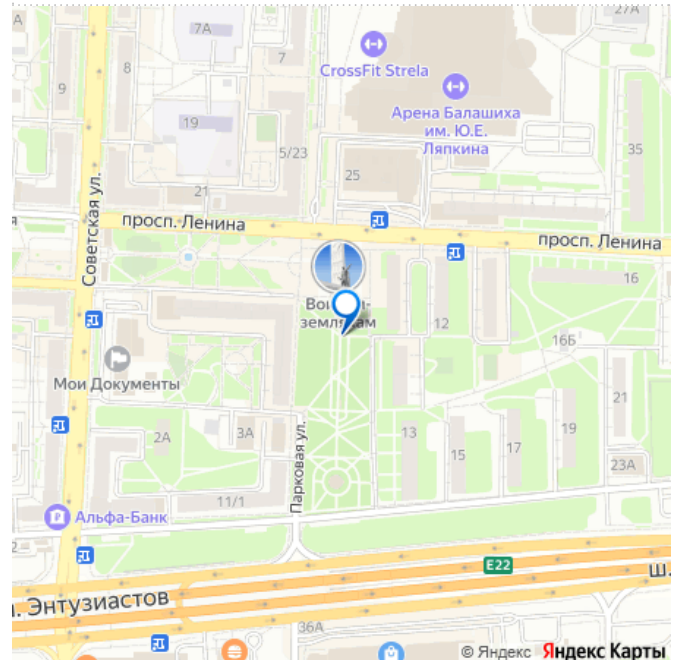 А
27А
7А
7
8
9
CrossFit Strela
Арена Балашиха
им. Ю.Е.
Ляпкина
19
5/23
35
25
21
я
просп. Ленина
просп. Ленина
Советская ул.
16
12
16Б
Мои Документы
2А
3А
13
15
17
19
21
23А
11/1
Парковая ул.
Альфа-Банк
2
E22
Ш.
. Энтузиастов
36А
© Яндекс Яндекс Карты